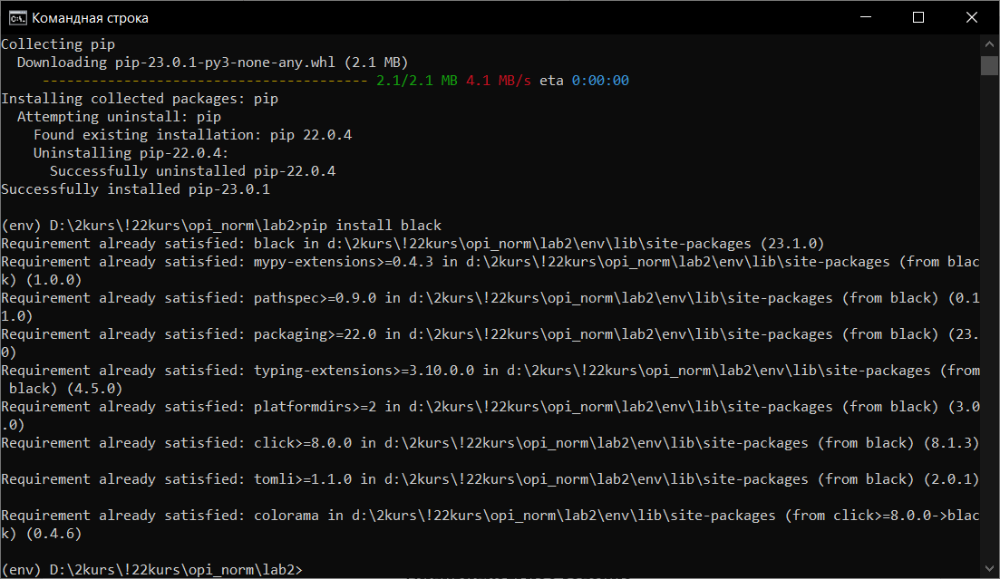 Командная строка
Collecting pip
  Downloading pip-23.0.1-py3-none-any.whl (2.1 MB)
     ---------------------------------------- 2.1/2.1 MB 4.1 MB/s eta 0:00:00
Installing collected packages: pip
  Attempting uninstall: pip
    Found existing installation: pip 22.0.4
    Uninstalling pip-22.0.4:
      Successfully uninstalled pip-22.0.4
Successfully installed pip-23.0.1
(env) D:\2kurs\!22kurs\opi_norm\lab2>pip install black
Requirement already satisfied: black in d:\2kurs\!22kurs\opi_norm\lab2\env\lib\site-packages (23.1.0)
Requirement already satisfied: mypy-extensions>=0.4.3 in d:\2kurs\!22kurs\opi_norm\lab2\env\lib\site-packages (from blac
k) (1.0.0)
Requirement already satisfied: pathspec>=0.9.0 in d:\2kurs\!22kurs\opi_norm\lab2\env\lib\site-packages (from black) (0.1
1.0)
Requirement already satisfied: packaging>=22.0 in d:\2kurs\!22kurs\opi_norm\lab2\env\lib\site-packages (from black) (23.
0)
Requirement already satisfied: typing-extensions>=3.10.0.0 in d:\2kurs\!22kurs\opi_norm\lab2\env\lib\site-packages (from
 black) (4.5.0)
Requirement already satisfied: platformdirs>=2 in d:\2kurs\!22kurs\opi_norm\lab2\env\lib\site-packages (from black) (3.0
.0)
Requirement already satisfied: click>=8.0.0 in d:\2kurs\!22kurs\opi_norm\lab2\env\lib\site-packages (from black) (8.1.3)
Requirement already satisfied: tomli>=1.1.0 in d:\2kurs\!22kurs\opi_norm\lab2\env\lib\site-packages (from black) (2.0.1)
Requirement already satisfied: colorama in d:\2kurs\!22kurs\opi_norm\lab2\env\lib\site-packages (from click>=8.0.0->blac
k) (0.4.6)
(env) D:\2kurs\!22kurs\opi_norm\lab2>